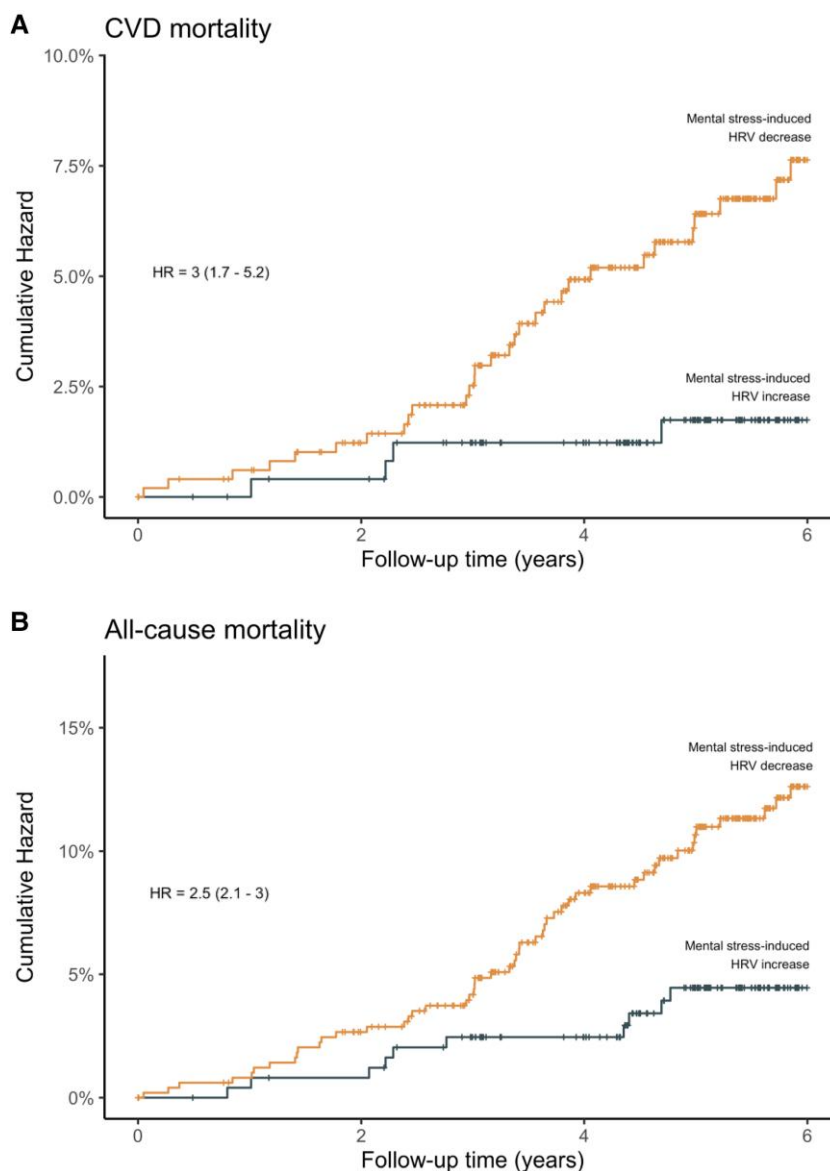 A
CVD mortality
10.0%
7.5%
5.0%
2.5%
0.0%
Cumulative Hazard
Mental stress-induced
HRV decrease
HR = 3 (1.7 - 5.2)
Mental stress-induced
HRV increase
0 2 4 6
Follow-up time (years)
B
All-cause mortality
15%
10%
5%
0%
Cumulative Hazard
Mental stress-induced
HRV decrease
HR = 2.5 (2.1 - 3)
Mental stress-induced
HRV increase
0 2 4 6
Follow-up time (years)